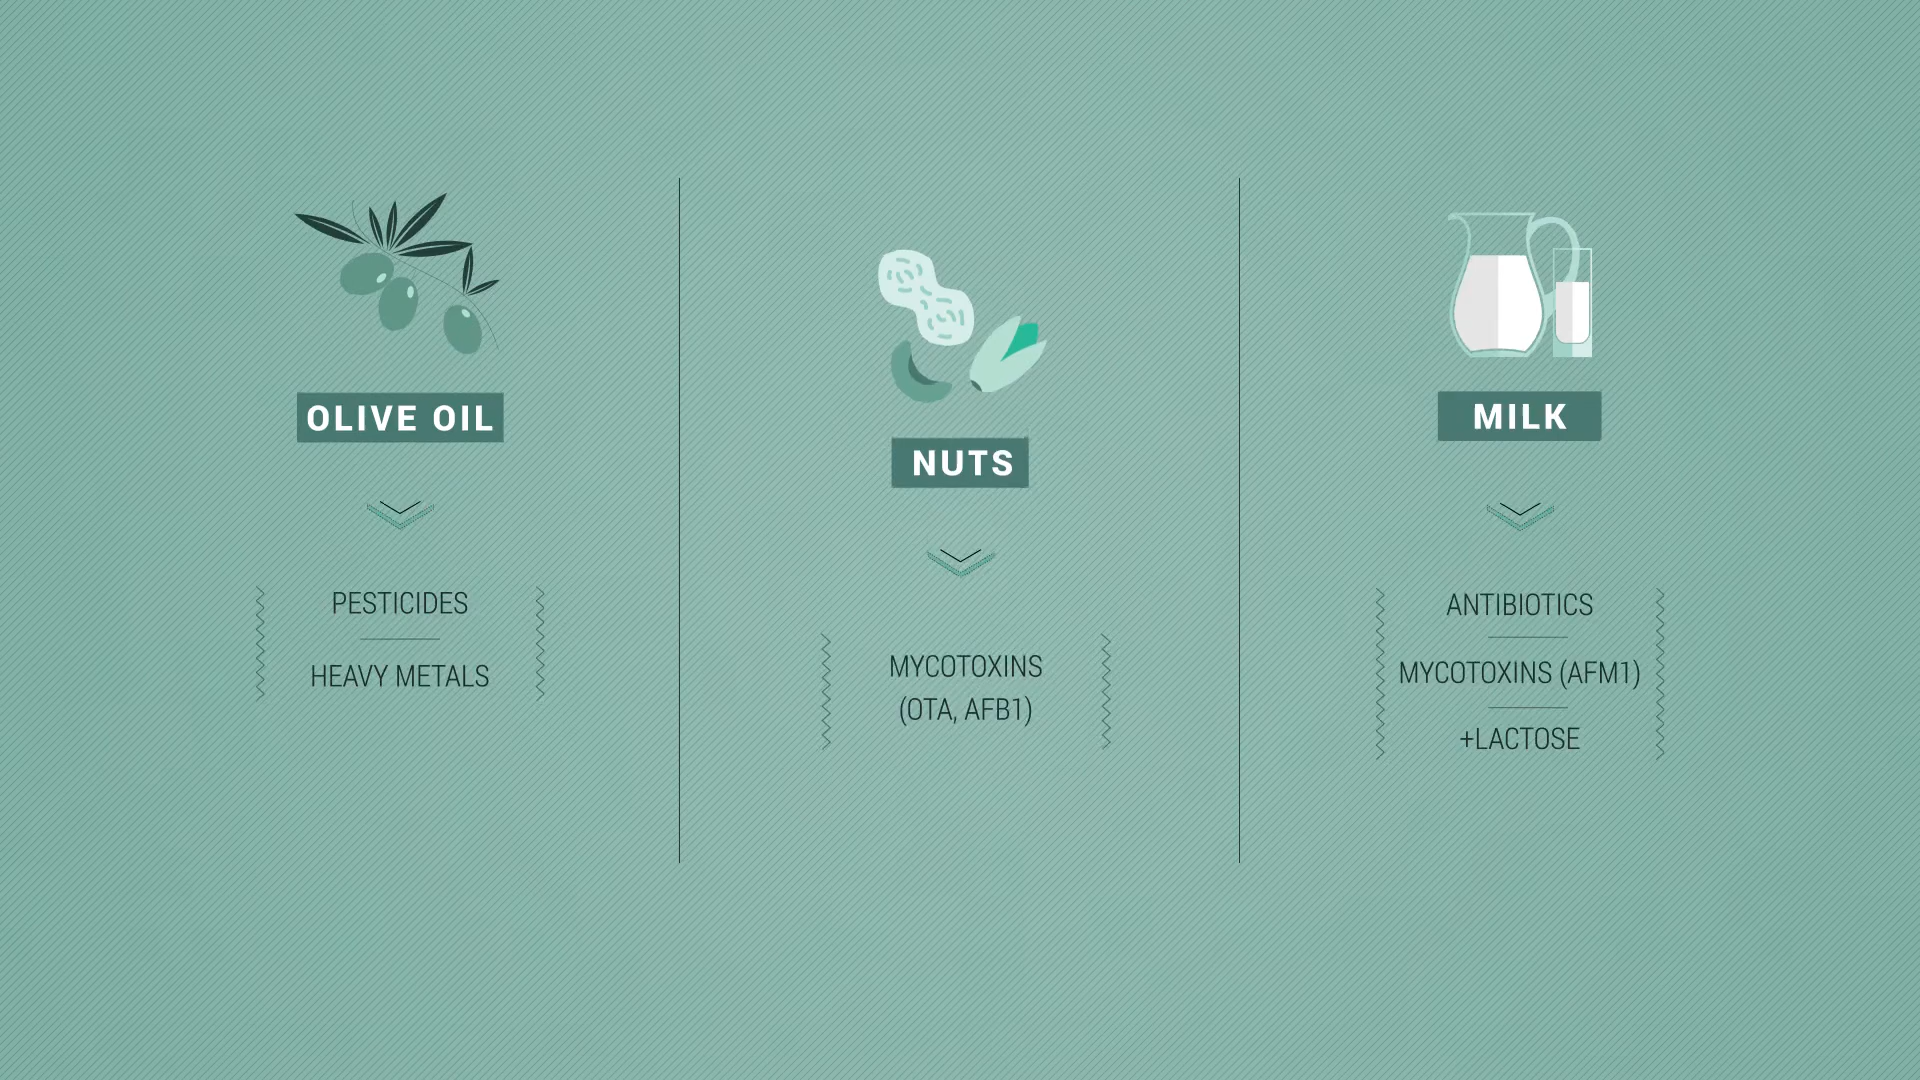 OLIVE OIL
PESTICIDES
HEAVY METALS
NUTS
MYCOTOXINS
(OTA, AFB1)
MILK
ANTIBIOTICS
MYCOTOXINS (AFM1)
+LACTOSE